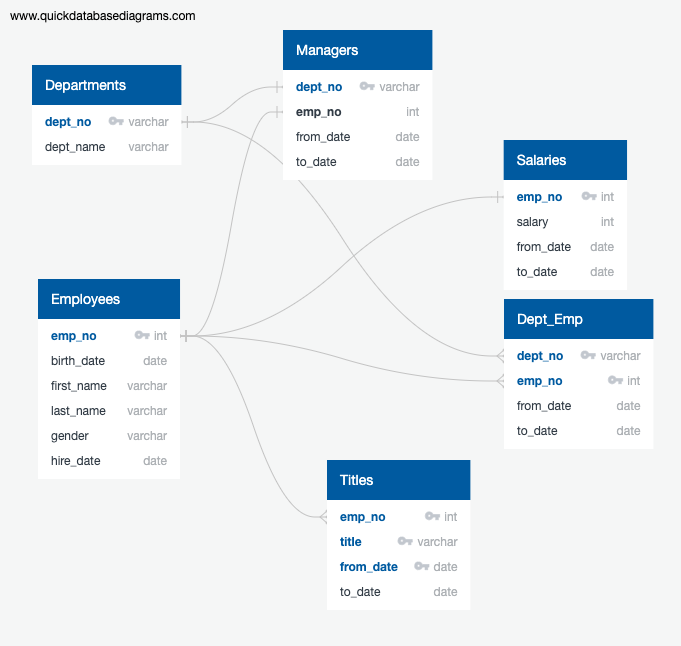 www.quickdatabasediagrams.com
Managers
dept_no varchar
emp_no int
from_date date
to_date date
Departments
dept_no varchar
dept_name varchar
Salaries
emp_no int
salary int
from_date date
to_date date
Employees
emp_no int
birth_date date
first_name varchar
last_name varchar
gender varchar
hire_date date
Dept_Emp
dept_no varchar
emp_no int
from_date date
to_date date
Titles
emp_no int
title varchar
from_date date
to_date date